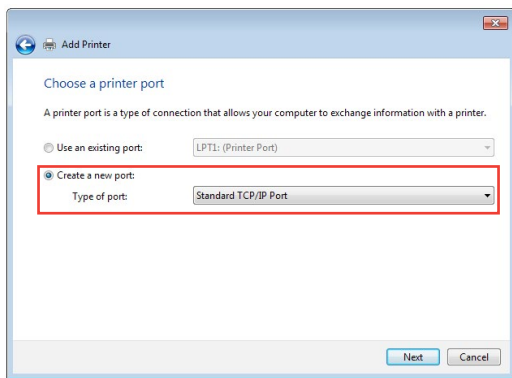 Add Printer
Choose a printer port
A printer port is a type of connection that allows your computer to exchange information with a printer.
Use an existing port: LPT1: (Printer Port)
Create a new port:
Type of port: Standard TCP/IP Port
Next Cancel